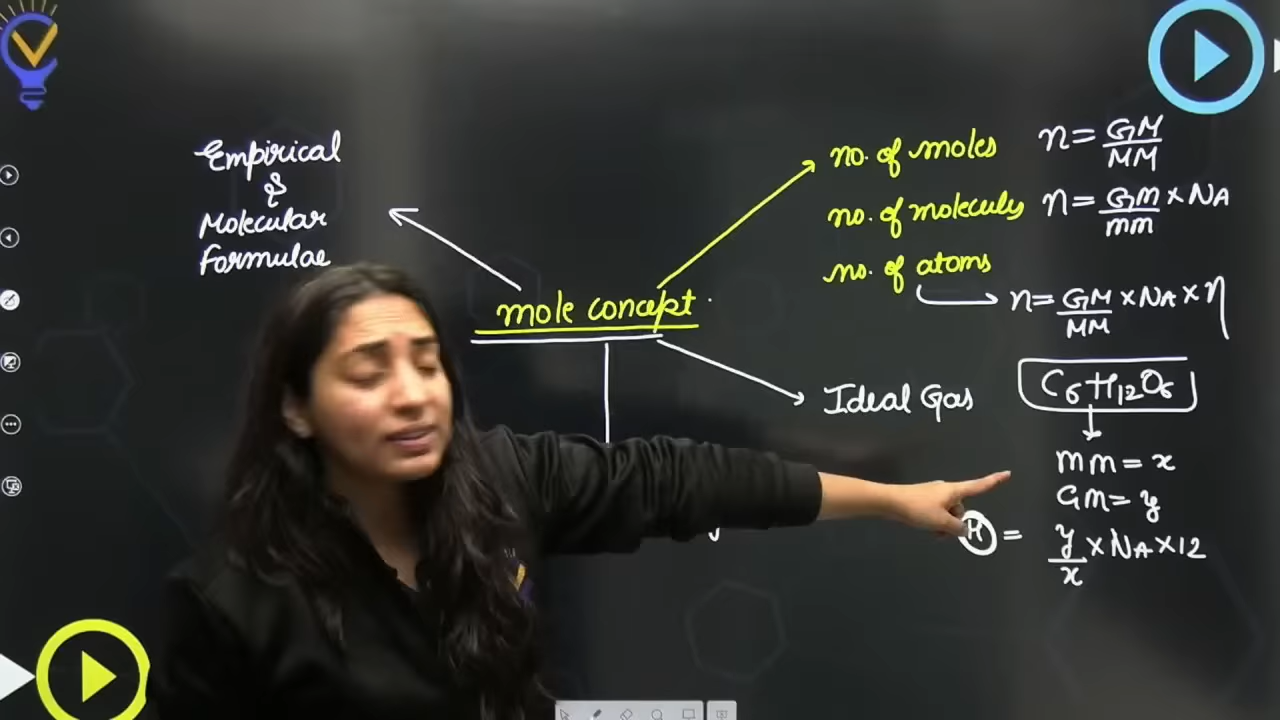 Empirical
&
Molecular
formulae
mole concept
no. of moles n = GM/MM
no. of moleculs n = GM/mm × NA
no. of atoms
n = GM/MM × NA × η
Ideal Gas
C6H12O6
mm = x
GM = y
H = y/x × NA × 12